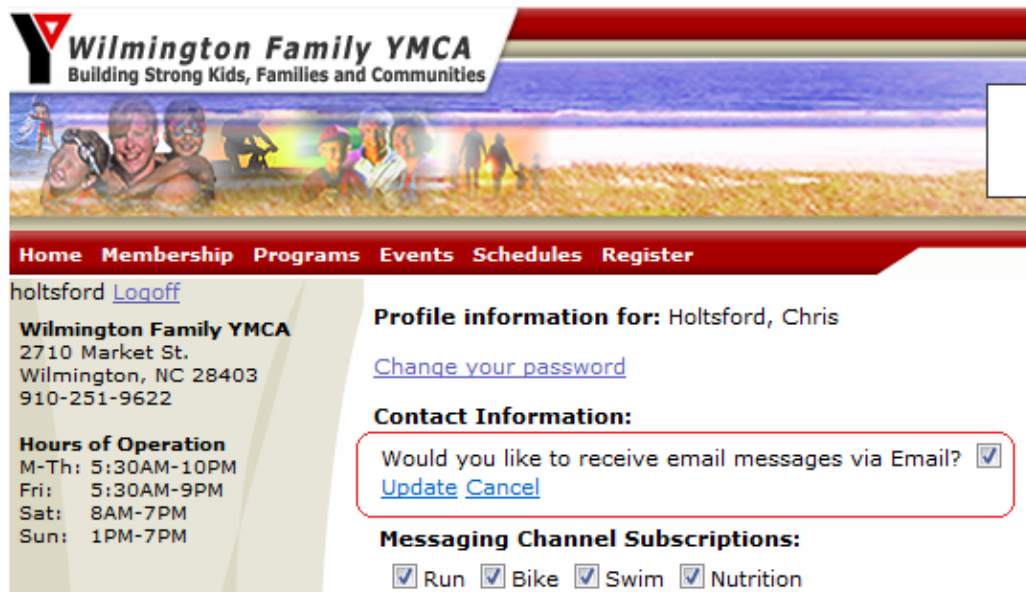 Wilmington Family YMCA
Building Strong Kids, Families and Communities
Home Membership Programs Events Schedules Register
holtsford Logoff
Wilmington Family YMCA
2710 Market St.
Wilmington, NC 28403
910-251-9622
Hours of Operation
M-Th: 5:30AM-10PM
Fri: 5:30AM-9PM
Sat: 8AM-7PM
Sun: 1PM-7PM
Profile information for: Holtsford, Chris
Change your password
Contact Information:
Would you like to receive email messages via Email?
Update Cancel
Messaging Channel Subscriptions:
Run Bike Swim Nutrition